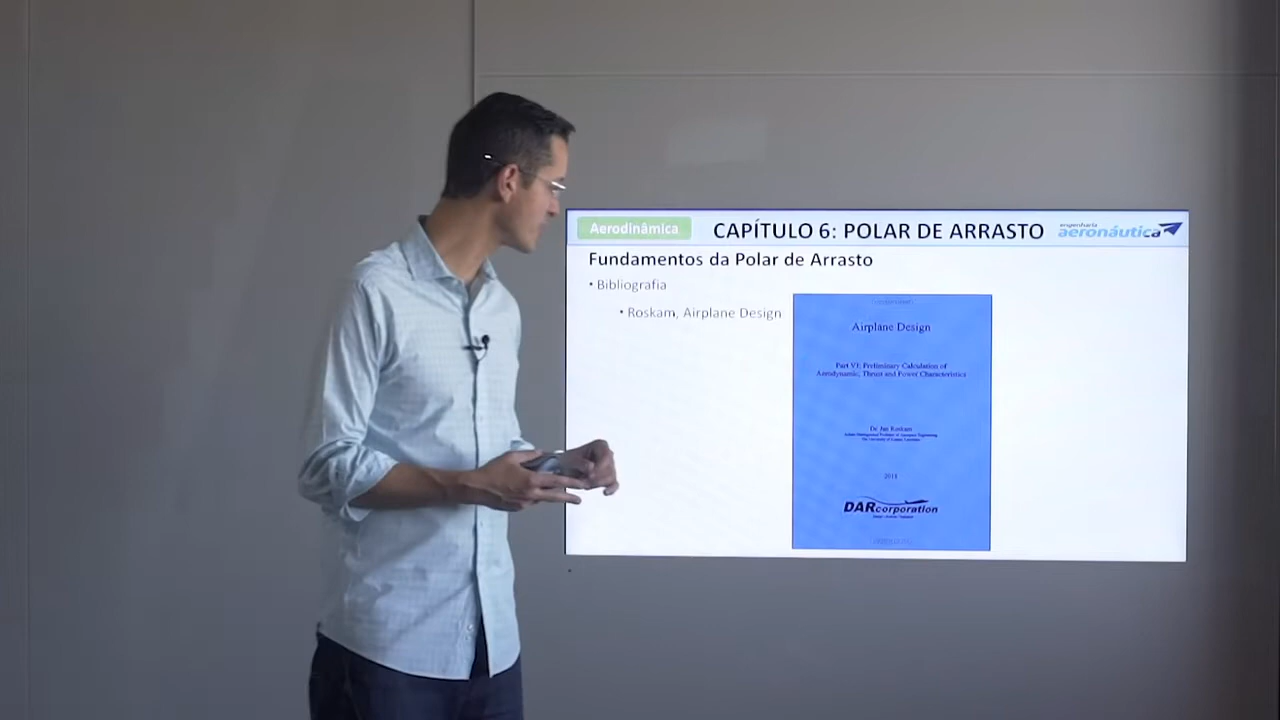 Aerodinâmica
CAPÍTULO 6: POLAR DE ARRASTO
engenharia
aeronáutica
Fundamentos da Polar de Arrasto
• Bibliografia
• Roskam, Airplane Design
Airplane Design
Part VI: Preliminary Calculation of
Aerodynamic, Thrust and Power Characteristics
Dr. Jan Roskam
2011
DARcorporation